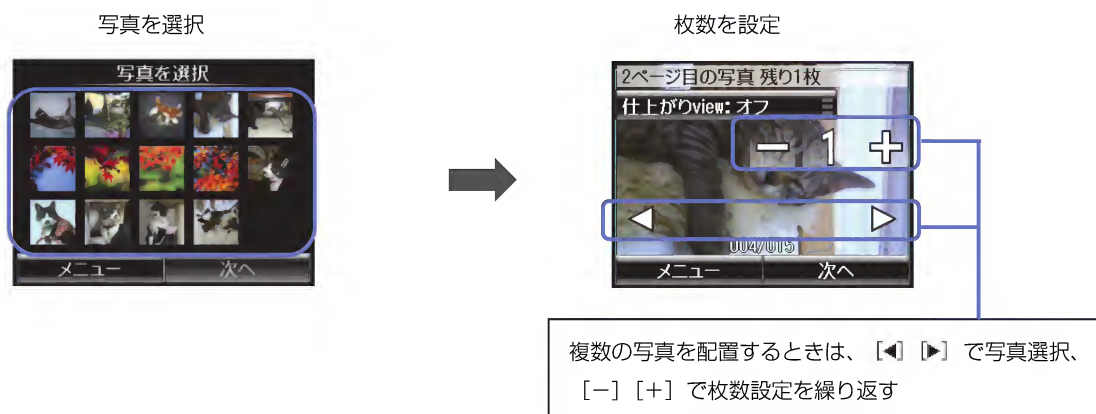 写真を選択
枚数を設定
写真を選択
メニュー
次へ
2ページ目の写真 残り1枚
仕上がりview: オフ
− 1 +
004/015
メニュー
次へ
複数の写真を配置するときは、[◀] [▶] で写真選択、
[−] [+] で枚数設定を繰り返す